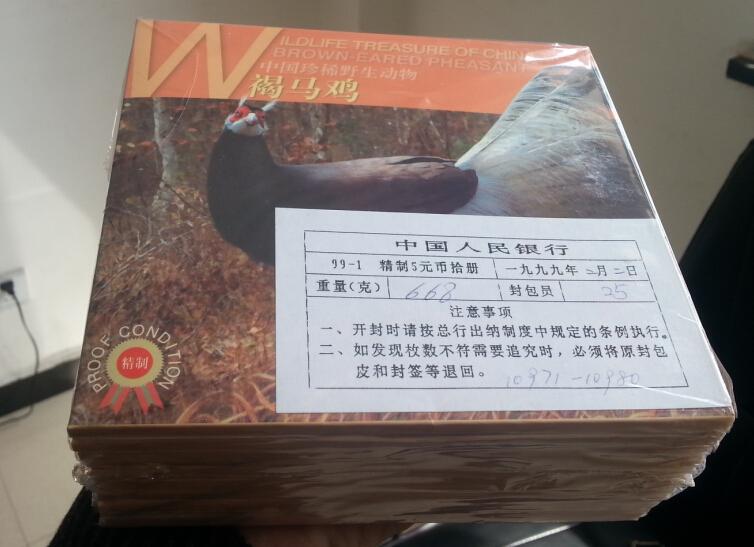 WILDLIFE TREASURE OF CHINA
BROWN-EARED PHEASANT
中国珍稀野生动物
褐马鸡
中国人民银行
99-1 精制5元币拾册 一九九九年 二月 二日
重量(克) 668 封包员 25
注意事项
一、开封时请按总行出纳制度中规定的条例执行。
二、如发现枚数不符需要追究时，必须将原封包
皮和封签等退回。
10971-10980
PROOF CONDITION
精制